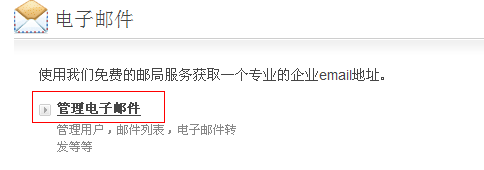 电子邮件
使用我们免费的邮局服务获取一个专业的企业email地址。
管理电子邮件
管理用户，邮件列表，电子邮件转
发等等